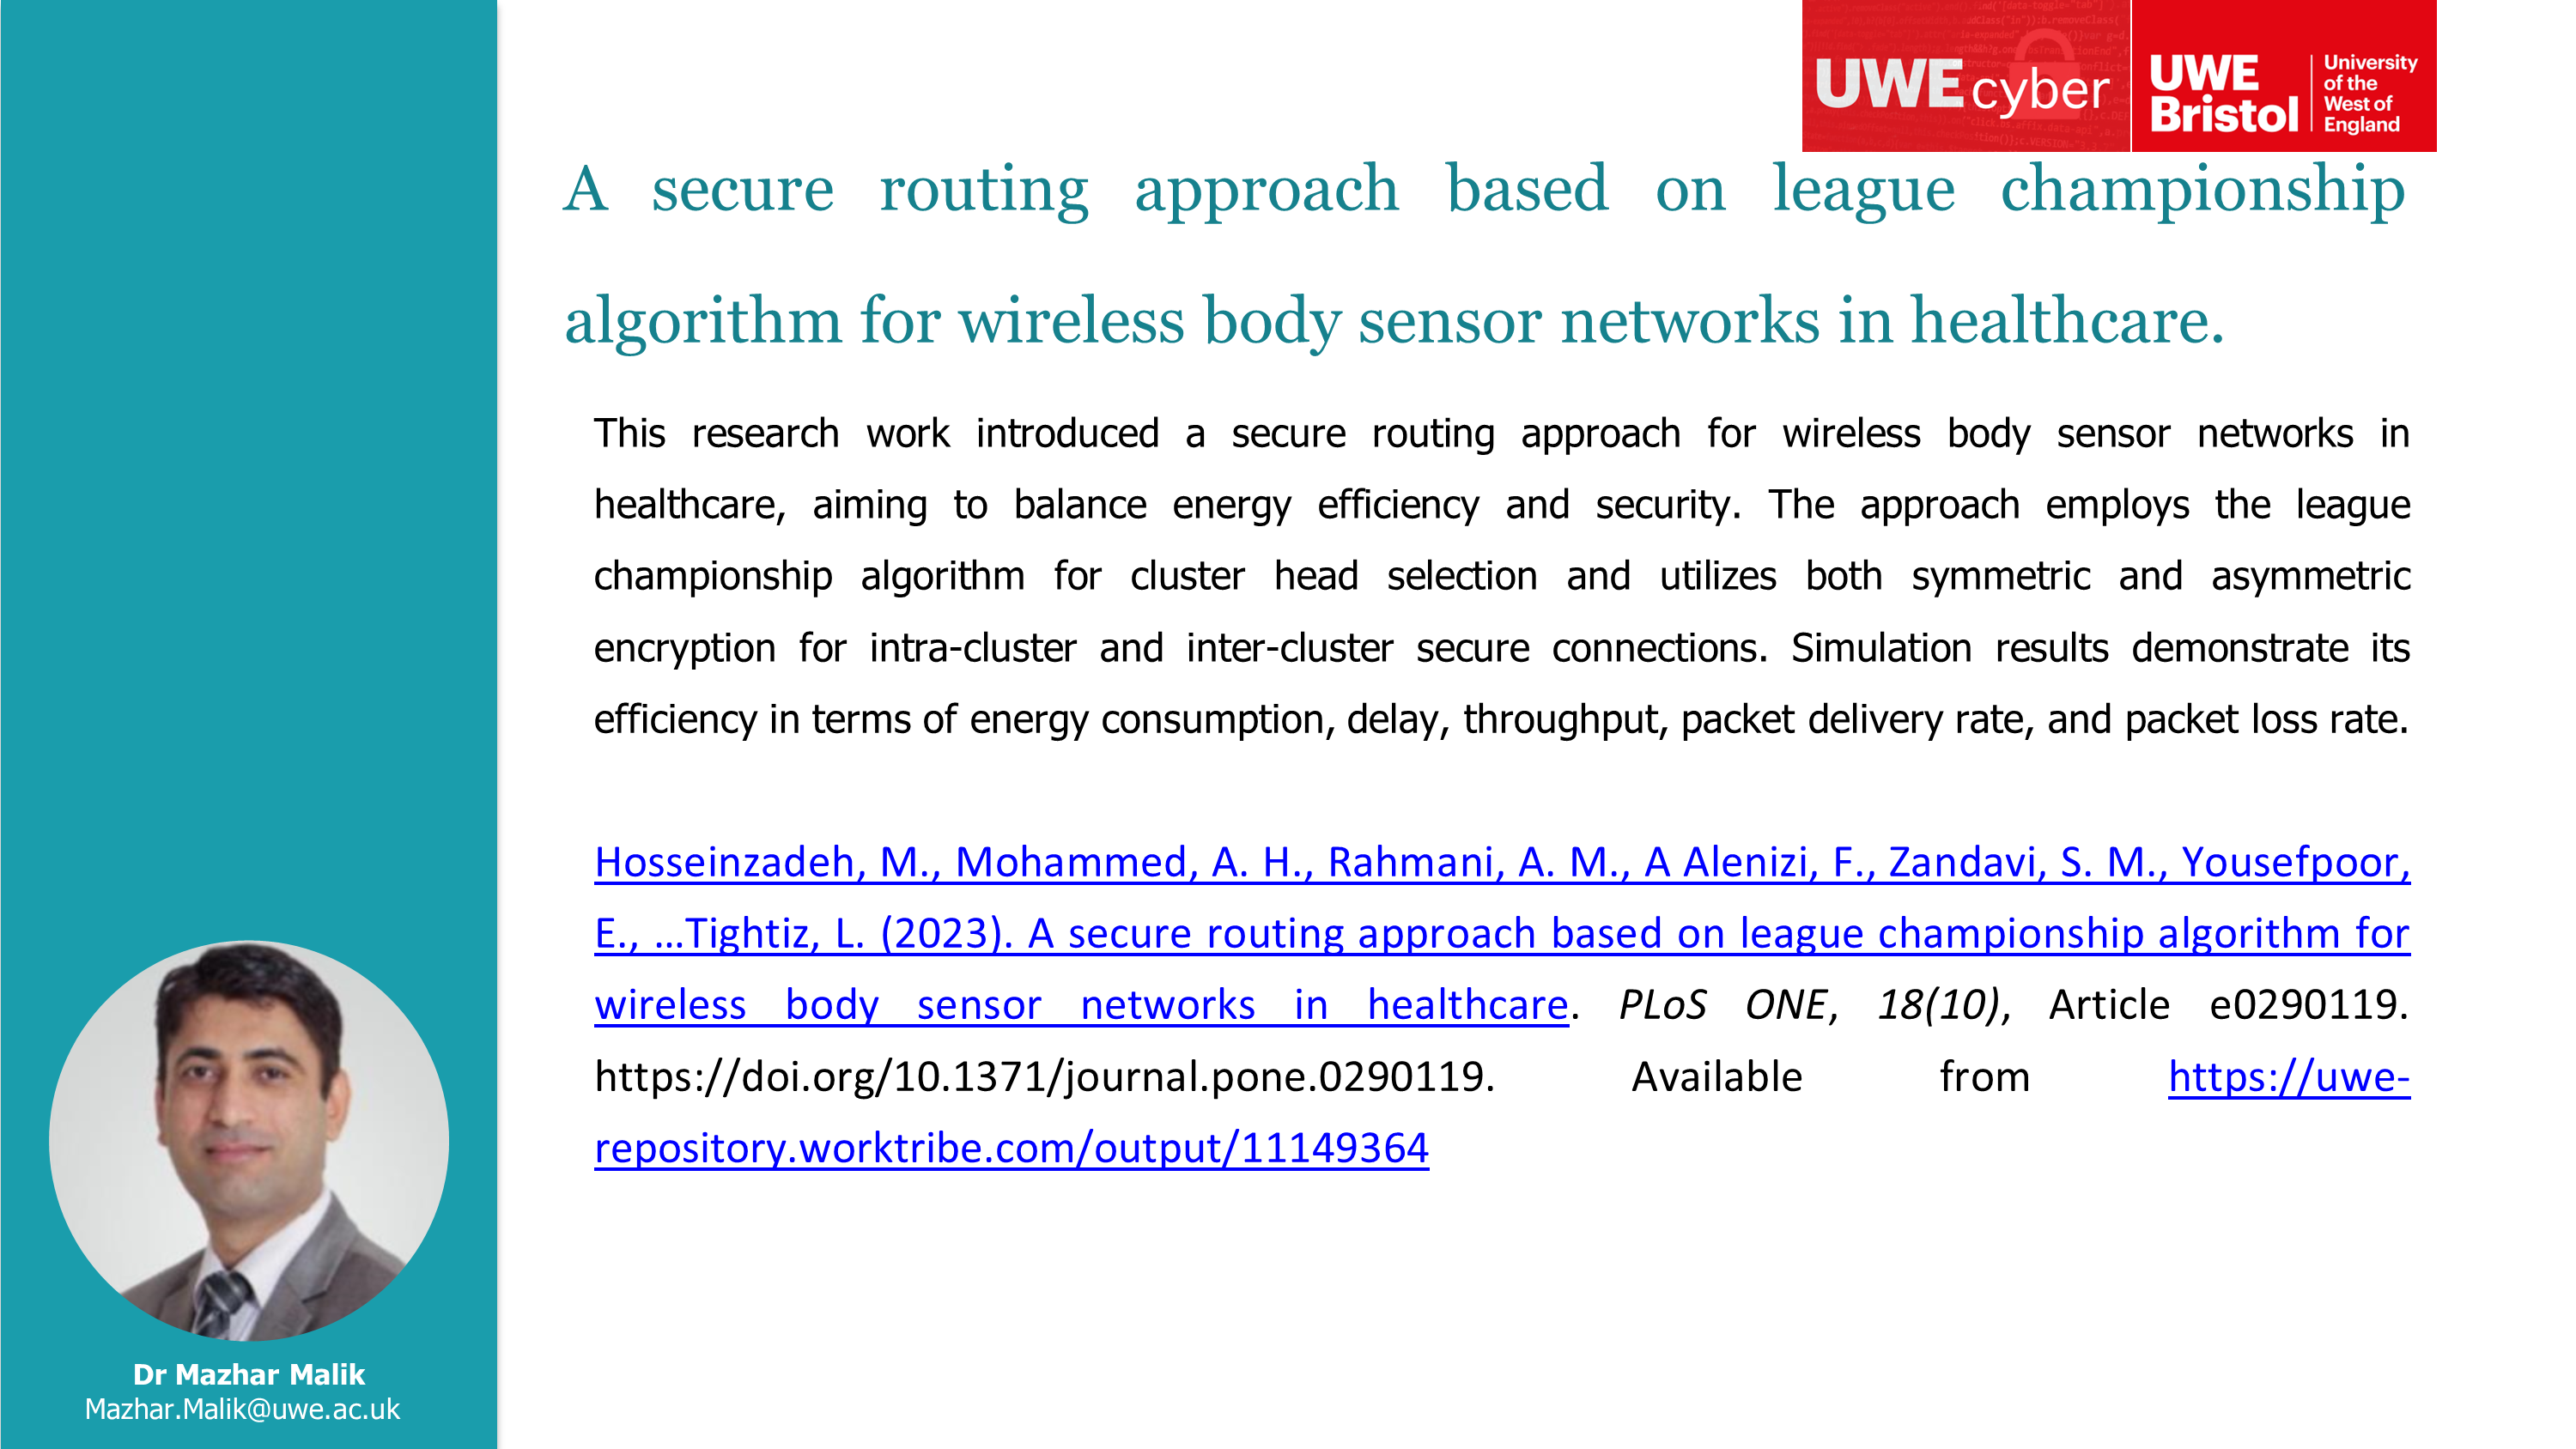 UWE cyber
UWE Bristol
University of the West of England
A secure routing approach based on league championship
algorithm for wireless body sensor networks in healthcare.
This research work introduced a secure routing approach for wireless body sensor networks in
healthcare, aiming to balance energy efficiency and security. The approach employs the league
championship algorithm for cluster head selection and utilizes both symmetric and asymmetric
encryption for intra-cluster and inter-cluster secure connections. Simulation results demonstrate its
efficiency in terms of energy consumption, delay, throughput, packet delivery rate, and packet loss rate.
Hosseinzadeh, M., Mohammed, A. H., Rahmani, A. M., A Alenizi, F., Zandavi, S. M., Yousefpoor,
E., …Tightiz, L. (2023). A secure routing approach based on league championship algorithm for
wireless body sensor networks in healthcare. PLoS ONE, 18(10), Article e0290119.
https://doi.org/10.1371/journal.pone.0290119. Available from https://uwe-
repository.worktribe.com/output/11149364
Dr Mazhar Malik
Mazhar.Malik@uwe.ac.uk